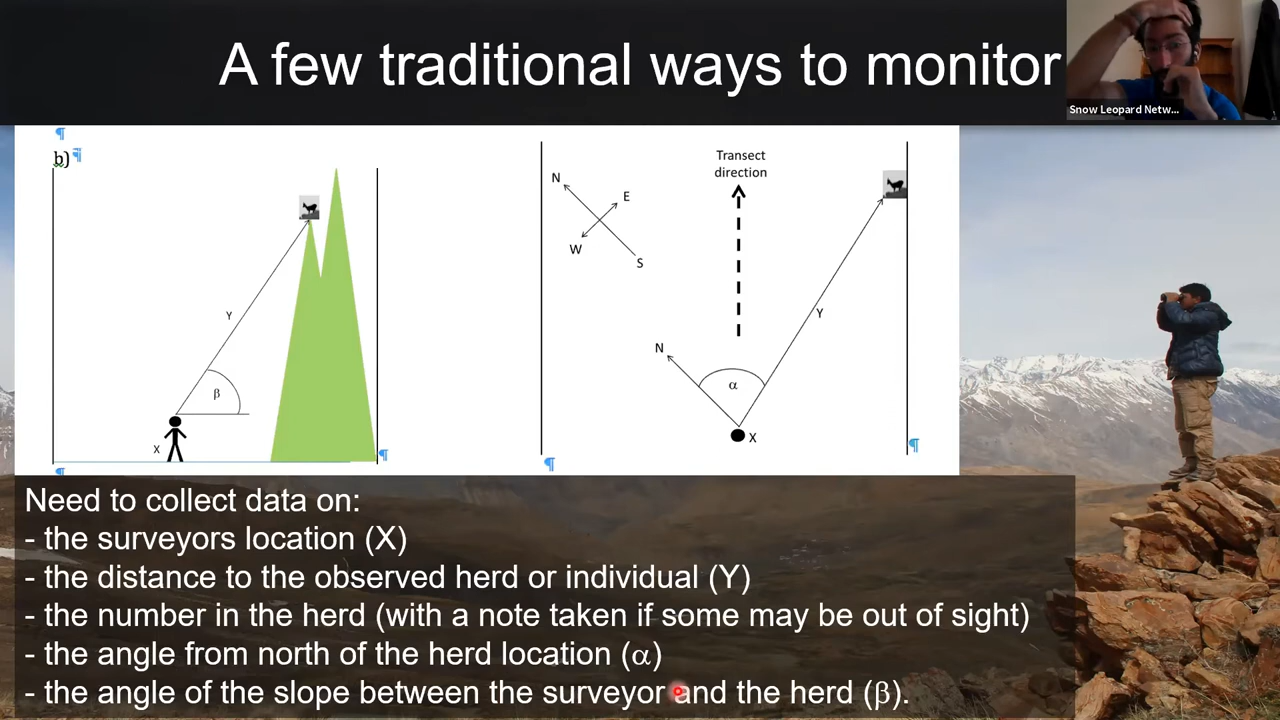 A few traditional ways to monitor
Snow Leopard Netw...
¶
b)¶
Y
β
X
¶
¶
Transect
direction
N
E
W
S
N
Y
α
X
¶
¶
Need to collect data on:
- the surveyors location (X)
- the distance to the observed herd or individual (Y)
- the number in the herd (with a note taken if some may be out of sight)
- the angle from north of the herd location (α)
- the angle of the slope between the surveyor and the herd (β).